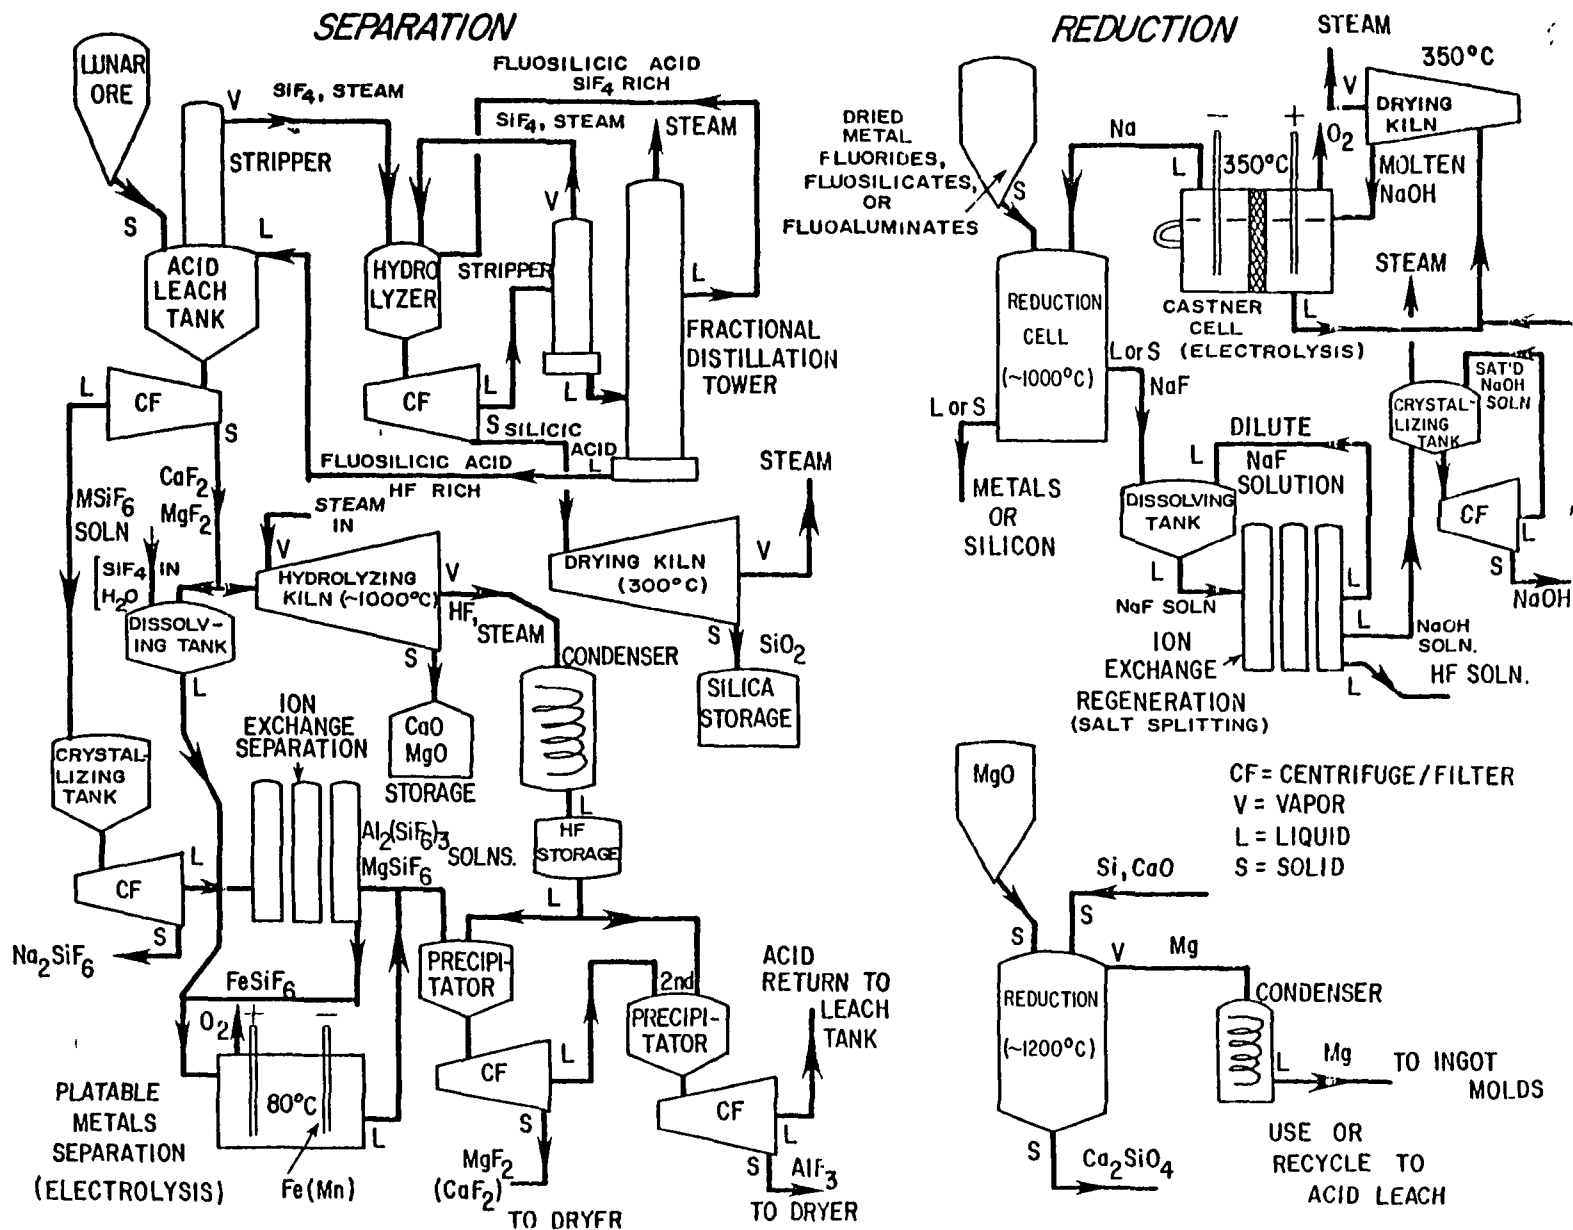 SEPARATION
LUNAR
ORE
S
V
SiF4, STEAM
STRIPPER
L
ACID
LEACH
TANK
FLUOSILICIC ACID
SiF4 RICH
SiF4, STEAM
STEAM
V
HYDRO
LYZER
STRIPPER
L
FRACTIONAL
DISTILLATION
TOWER
L
CF
S
CF
L
S
SILICIC
ACID
L
L
FLUOSILICIC ACID
HF RICH
CaF2
MgF2
MSiF6
SOLN
SiF4 IN
H2O
DISSOLV-
ING TANK
L
STEAM
IN
V
HYDROLYZING
KILN (~1000°C)
V
HF,
STEAM
S
CaO
MgO
STORAGE
DRYING KILN
(300°C)
V
STEAM
S
SiO2
SILICA
STORAGE
CONDENSER
L
HF
STORAGE
L
CRYSTAL-
LIZING
TANK
CF
L
S
Na2SiF6
ION
EXCHANGE
SEPARATION
Al2(SiF6)3
MgSiF6
SOLNS.
FeSiF6
O2
+
−
80°C
L
Fe(Mn)
PLATABLE
METALS
SEPARATION
(ELECTROLYSIS)
PRECIPI-
TATOR
CF
L
S
MgF2
(CaF2)
TO DRYER
2nd
PRECIPI-
TATOR
CF
L
S
AlF3
TO DRYER
ACID
RETURN TO
LEACH
TANK
REDUCTION
DRIED
METAL
FLUORIDES,
FLUOSILICATES,
OR
FLUOALUMINATES
S
Na
L
−
+
350°C
O2
STEAM
V
350°C
DRYING
KILN
MOLTEN
NaOH
CASTNER
CELL
(ELECTROLYSIS)
L
REDUCTION
CELL
(~1000°C)
L or S
NaF
L or S
METALS
OR
SILICON
DISSOLVING
TANK
L
NaF SOLN
L
DILUTE
NaF
SOLUTION
ION
EXCHANGE
REGENERATION
(SALT SPLITTING)
L
L
NaOH
SOLN.
L
HF SOLN.
STEAM
SAT'D
NaOH
SOLN
CRYSTAL-
LIZING
TANK
CF
L
S
NaOH
MgO
S
Si, CaO
S
REDUCTION
(~1200°C)
V
Mg
CONDENSER
L
Mg
TO INGOT
MOLDS
S
Ca2SiO4
USE OR
RECYCLE TO
ACID LEACH
CF = CENTRIFUGE/FILTER
V = VAPOR
L = LIQUID
S = SOLID